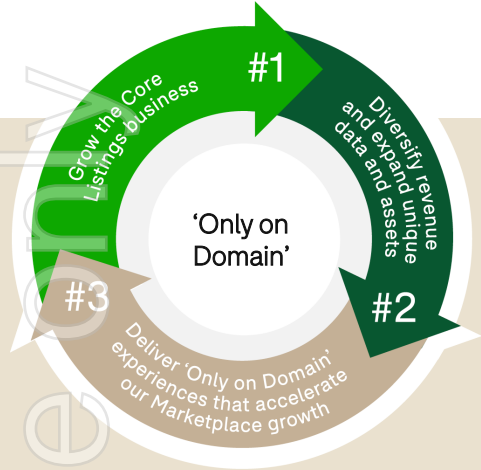 #1
Grow the Core
Listings business
#2
Diversify revenue
and expand unique
data and assets
#3
Deliver ‘Only on Domain’
experiences that accelerate
our Marketplace growth
‘Only on
Domain’
e only